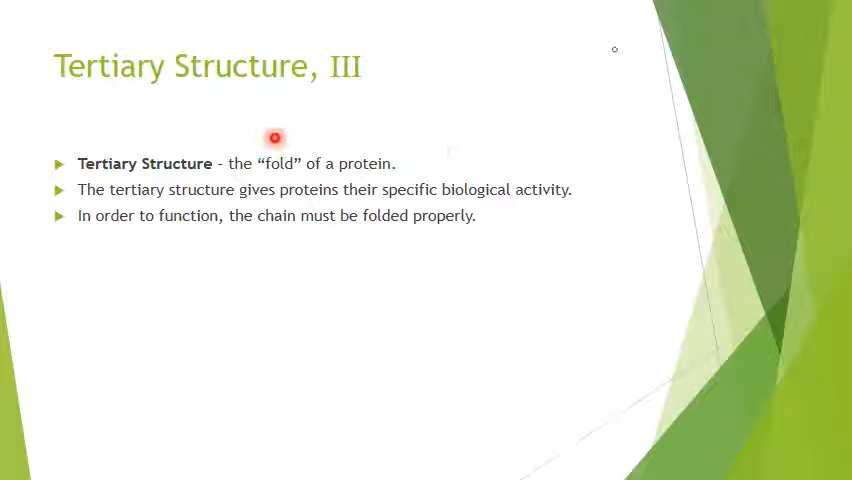 Tertiary Structure, III
Tertiary Structure – the “fold” of a protein.
The tertiary structure gives proteins their specific biological activity.
In order to function, the chain must be folded properly.